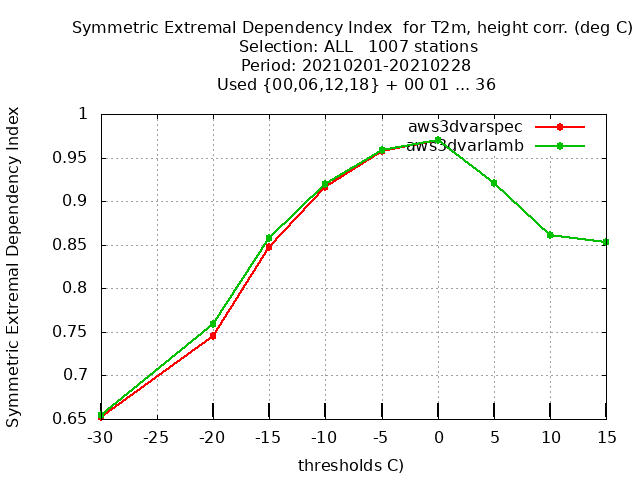 Symmetric Extremal Dependency Index  for T2m, height corr. (deg C)
Selection: ALL   1007 stations
Period: 20210201-20210228
Used {00,06,12,18} + 00 01 ... 36
Symmetric Extremal Dependency Index
1
0.95
0.9
0.85
0.8
0.75
0.7
0.65
aws3dvarspec
aws3dvarlamb
-30 -25 -20 -15 -10 -5 0 5 10 15
thresholds C)